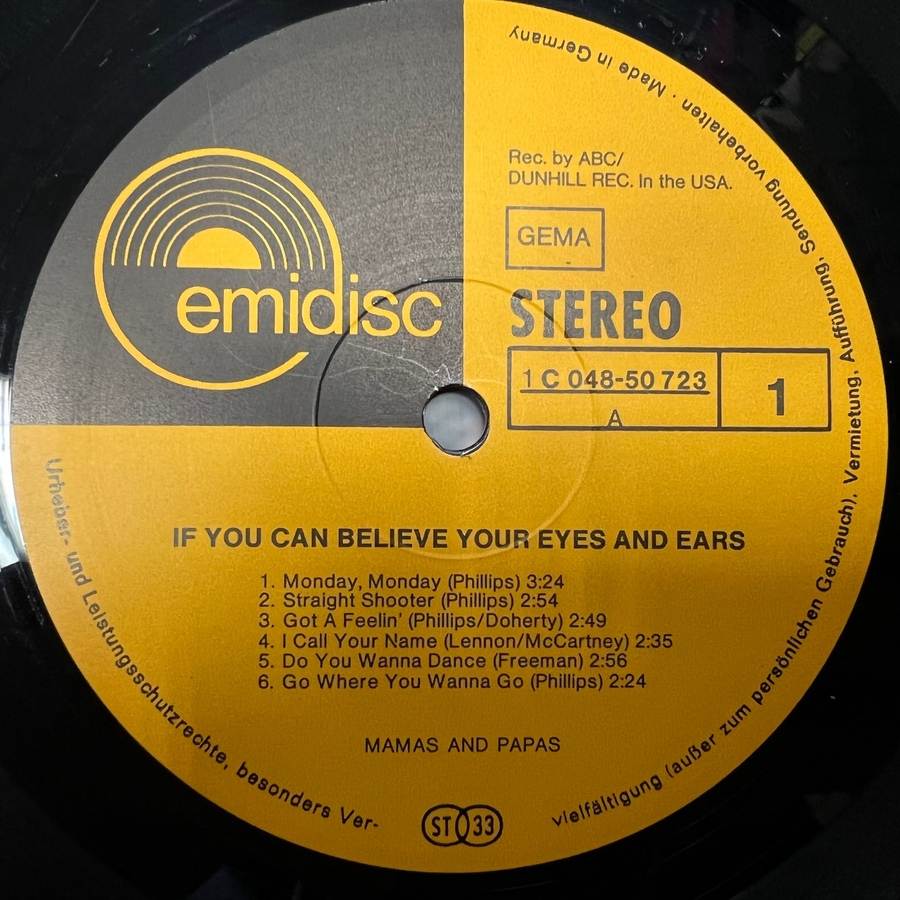 emidisc
Rec. by ABC/
DUNHILL REC. In the USA.
GEMA
STEREO
1 C 048-50 723
A
1
IF YOU CAN BELIEVE YOUR EYES AND EARS
1. Monday, Monday (Phillips) 3:24
2. Straight Shooter (Phillips) 2:54
3. Got A Feelin' (Phillips/Doherty) 2:49
4. I Call Your Name (Lennon/McCartney) 2:35
5. Do You Wanna Dance (Freeman) 2:56
6. Go Where You Wanna Go (Phillips) 2:24
MAMAS AND PAPAS
ST 33
Urheber- und Leistungsschutzrechte, besonders Ver-
vielfältigung (außer zum persönlichen Gebrauch), Vermietung, Aufführung, Sendung vorbehalten . Made in Germany